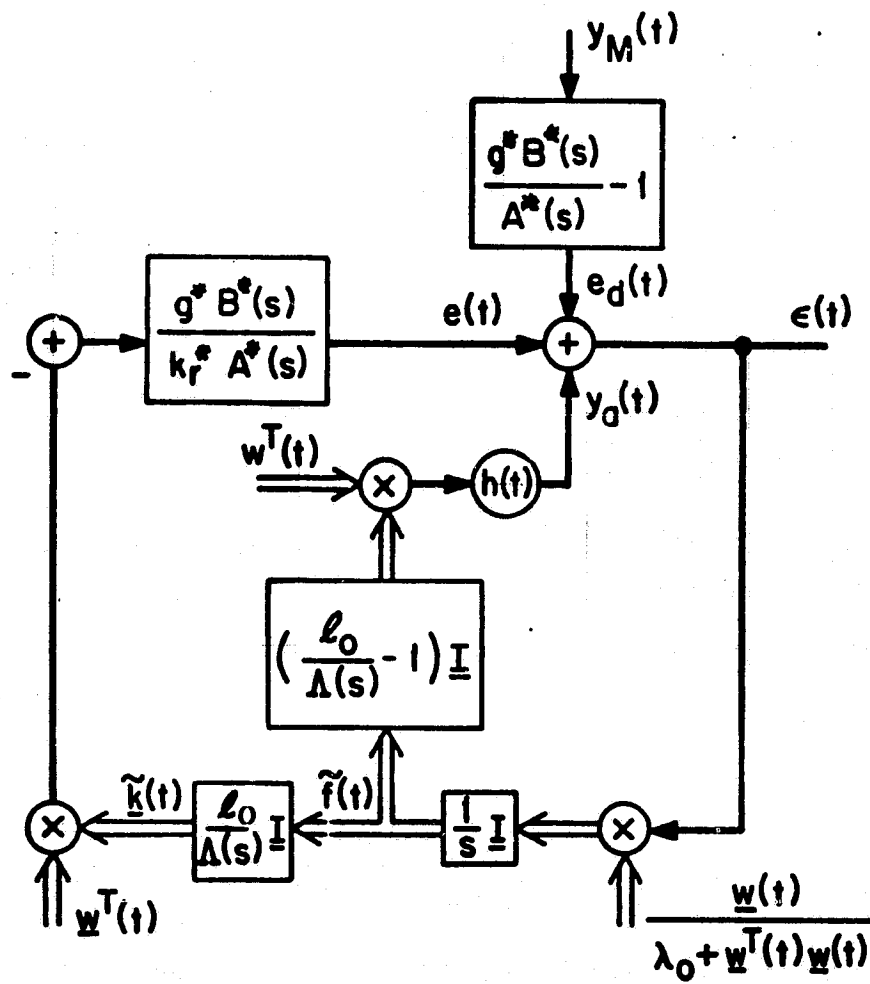 y_M(t)
g* B*(s)
A*(s)
- 1
e_d(t)
g* B*(s)
k_r* A*(s)
e(t)
ϵ(t)
+
+
-
y_a(t)
w^T(t)
×
h(t)
(ℓ_0
Λ(s)
- 1) I
k̃(t)
ℓ_0
Λ(s)
I
f̃(t)
1
s
I
×
×
w^T(t)
w(t)
λ_0 + w^T(t) w(t)